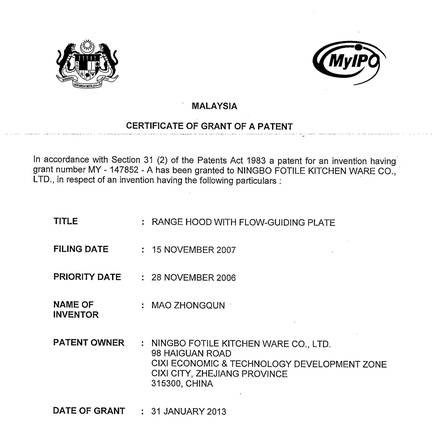 MyIPO
MALAYSIA
CERTIFICATE OF GRANT OF A PATENT
In accordance with Section 31 (2) of the Patents Act 1983 a patent for an invention having
grant number MY - 147852 - A has been granted to NINGBO FOTILE KITCHEN WARE CO.,
LTD., in respect of an invention having the following particulars :
TITLE : RANGE HOOD WITH FLOW-GUIDING PLATE
FILING DATE : 15 NOVEMBER 2007
PRIORITY DATE : 28 NOVEMBER 2006
NAME OF : MAO ZHONGQUN
INVENTOR
PATENT OWNER : NINGBO FOTILE KITCHEN WARE CO., LTD.
98 HAIGUAN ROAD
CIXI ECONOMIC & TECHNOLOGY DEVELOPMENT ZONE
CIXI CITY, ZHEJIANG PROVINCE
315300, CHINA
DATE OF GRANT : 31 JANUARY 2013